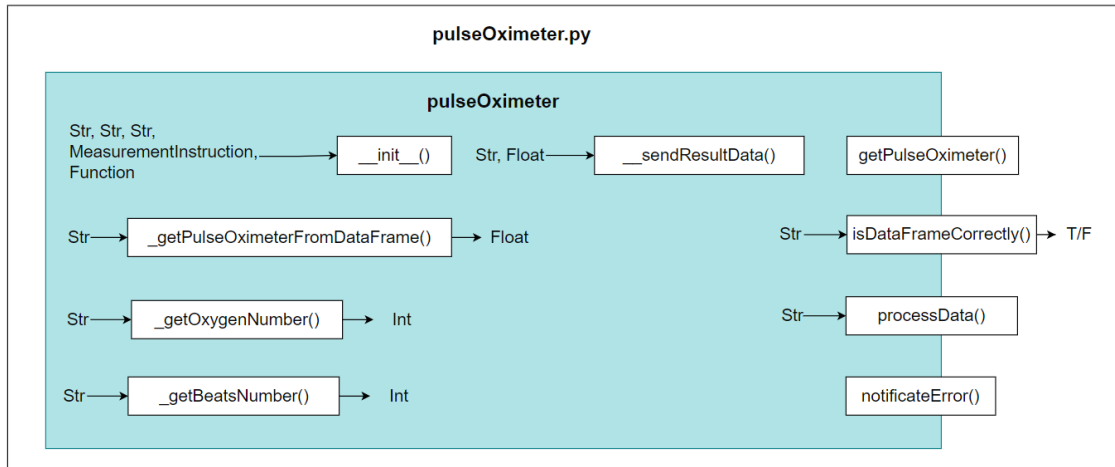 pulseOximeter.py
pulseOximeter
Str, Str, Str,
MeasurementInstruction,
Function
__init__()
Str, Float
__sendResultData()
getPulseOximeter()
Str
_getPulseOximeterFromDataFrame()
Float
Str
isDataFrameCorrectly()
T/F
Str
_getOxygenNumber()
Int
Str
processData()
Str
_getBeatsNumber()
Int
notificateError()